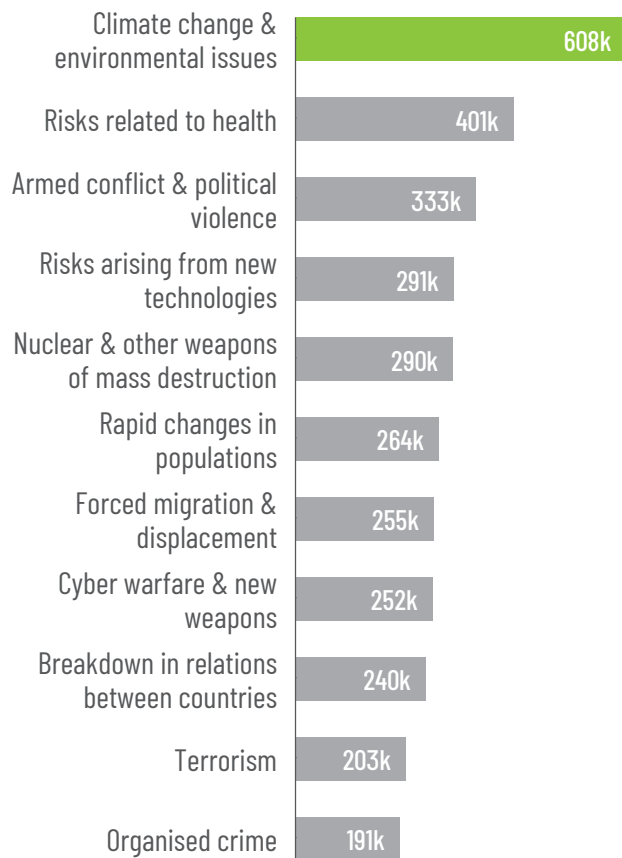 Climate change &
environmental issues
608k
Risks related to health
401k
Armed conflict & political
violence
333k
Risks arising from new
technologies
291k
Nuclear & other weapons
of mass destruction
290k
Rapid changes in
populations
264k
Forced migration &
displacement
255k
Cyber warfare & new
weapons
252k
Breakdown in relations
between countries
240k
Terrorism
203k
Organised crime
191k